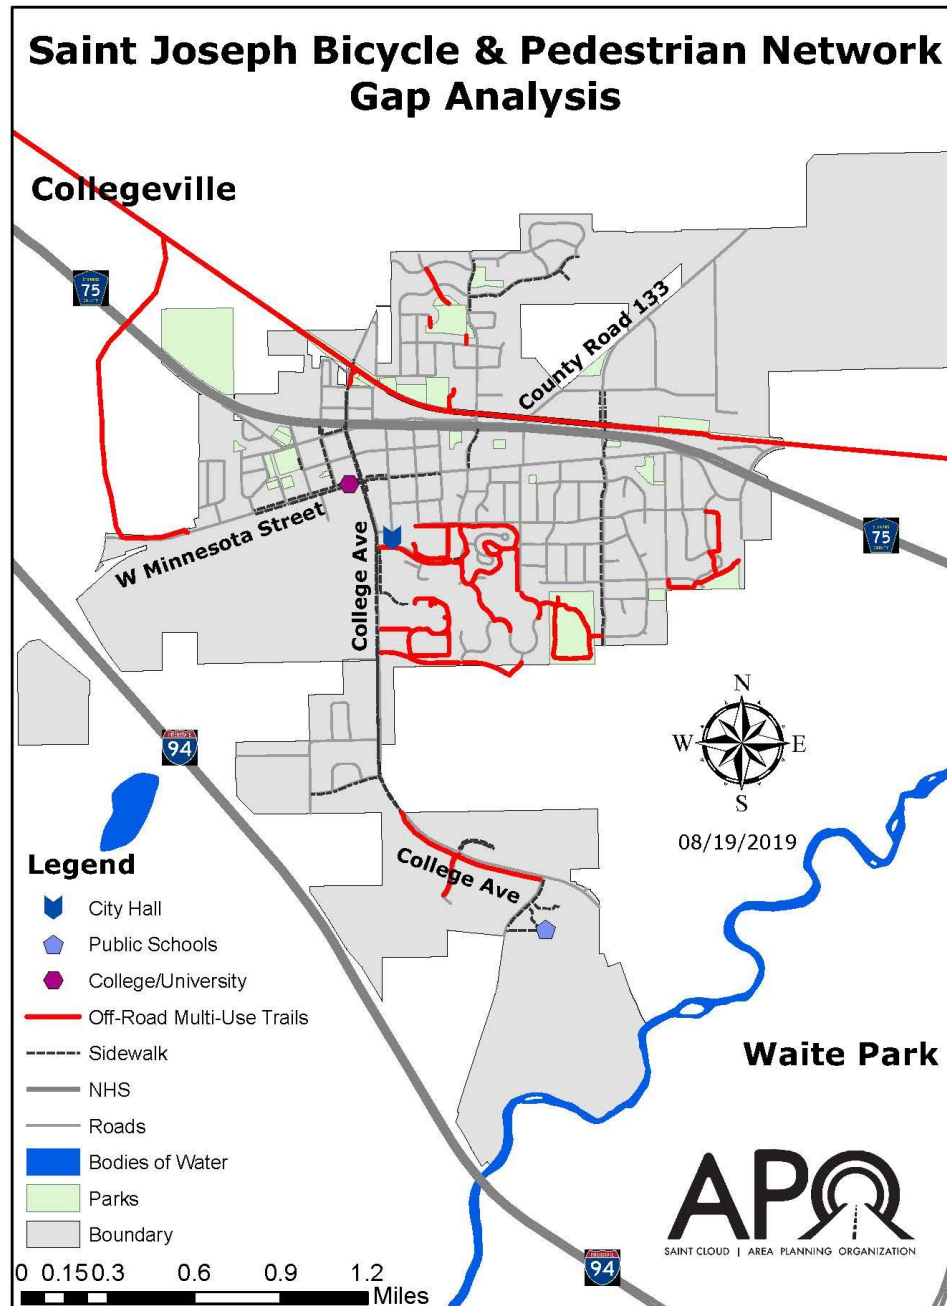 Saint Joseph Bicycle & Pedestrian Network
Gap Analysis
Collegeville
75
County Road 133
W Minnesota Street
College Ave
75
94
N
W E
S
08/19/2019
College Ave
Legend
City Hall
Public Schools
College/University
Off-Road Multi-Use Trails
Sidewalk
NHS
Roads
Bodies of Water
Parks
Boundary
Waite Park
APO
SAINT CLOUD | AREA PLANNING ORGANIZATION
94
0 0.15 0.3 0.6 0.9 1.2
Miles